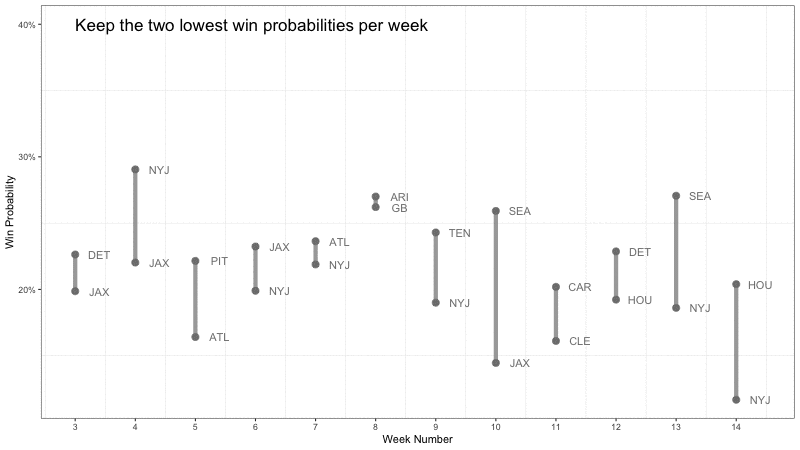 Keep the two lowest win probabilities per week
40%
30%
20%
Win Probability
NYJ
ARI
GB
SEA
SEA
DET
JAX
PIT
JAX
ATL
TEN
DET
JAX
NYJ
NYJ
NYJ
CAR
HOU
NYJ
HOU
ATL
JAX
CLE
NYJ
3 4 5 6 7 8 9 10 11 12 13 14
Week Number